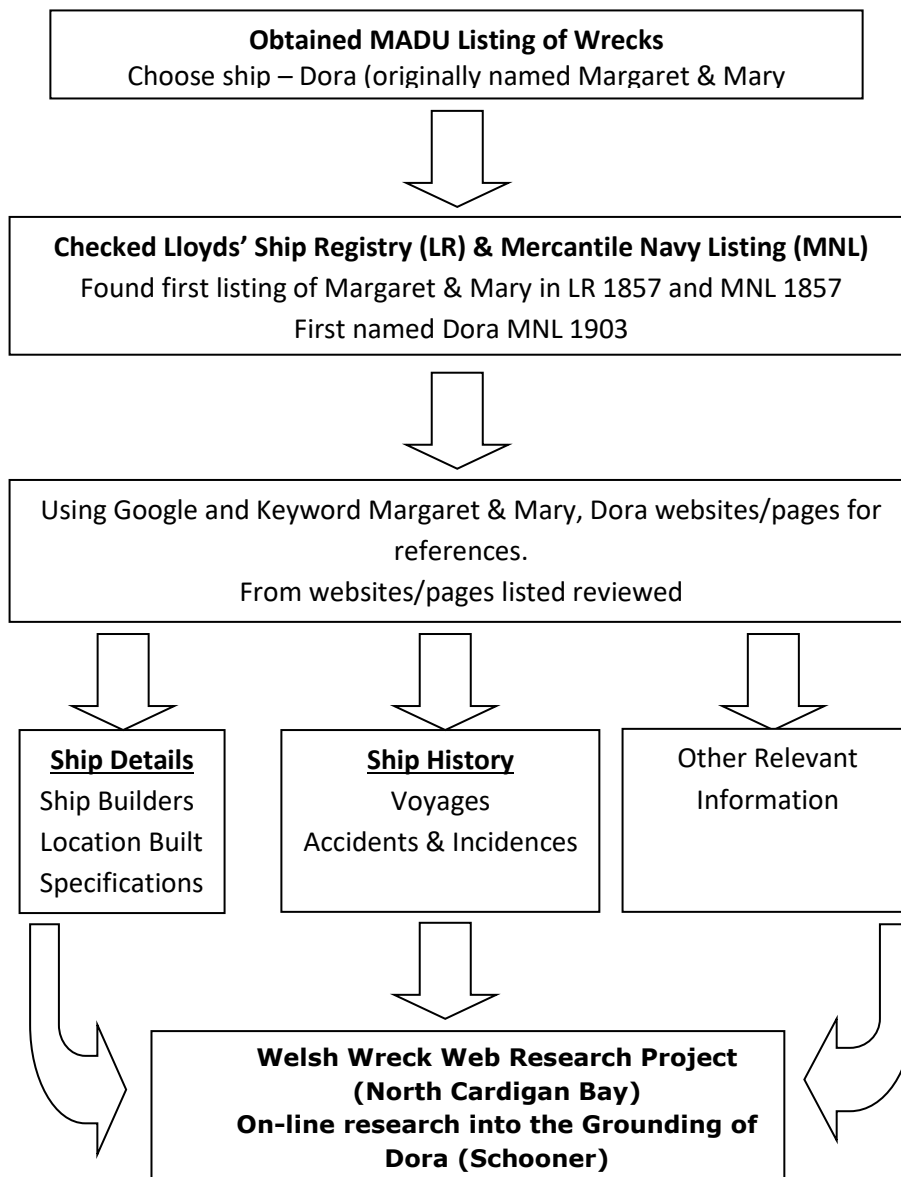 Obtained MADU Listing of Wrecks
Choose ship – Dora (originally named Margaret & Mary
Checked Lloyds’ Ship Registry (LR) & Mercantile Navy Listing (MNL)
Found first listing of Margaret & Mary in LR 1857 and MNL 1857
First named Dora MNL 1903
Using Google and Keyword Margaret & Mary, Dora websites/pages for
references.
From websites/pages listed reviewed
Ship Details
Ship Builders
Location Built
Specifications
Ship History
Voyages
Accidents & Incidences
Other Relevant
Information
Welsh Wreck Web Research Project
(North Cardigan Bay)
On-line research into the Grounding of
Dora (Schooner)